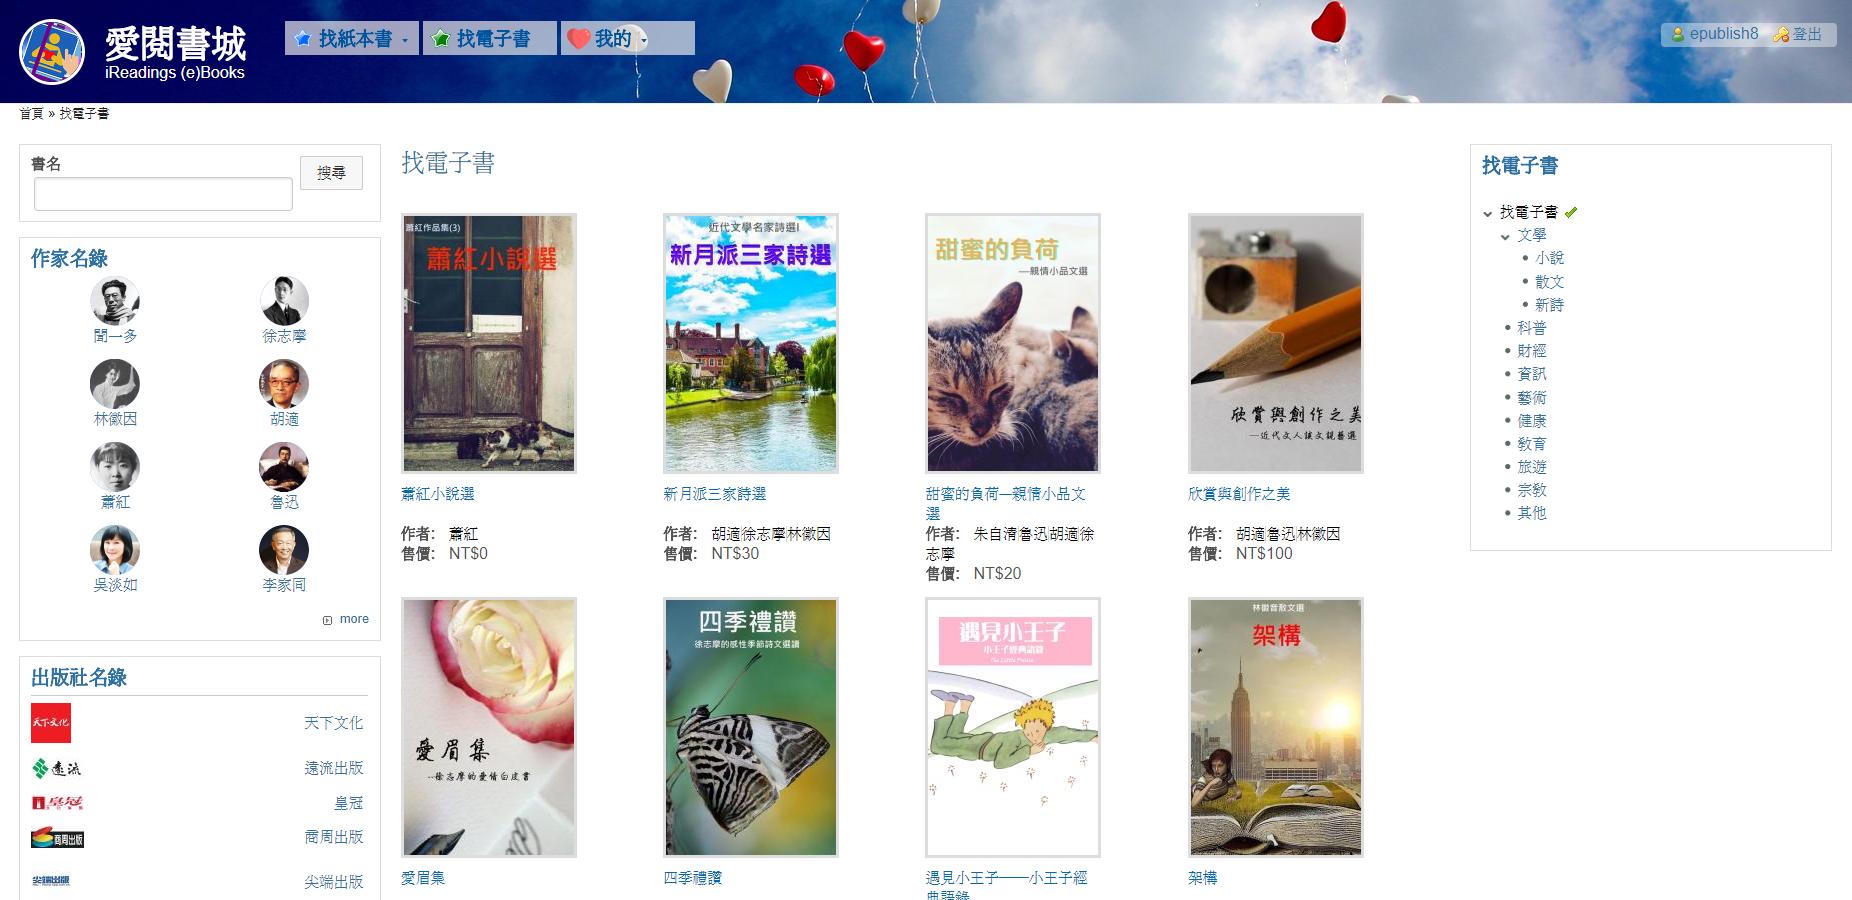 愛閱書城
iReadings (e)Books
找紙本書
找電子書
我的
epublish8
登出
首頁 » 找電子書
書名
搜尋
作家名錄
聞一多
徐志摩
林徽因
胡適
蕭紅
魯迅
吳淡如
李家同
more
出版社名錄
天下文化
天下文化
遠流
遠流出版
皇冠
皇冠
商周出版
商周出版
尖端出版
尖端出版
找電子書
蕭紅作品集(3)
蕭紅小說選
蕭紅小說選
作者： 蕭紅
售價： NT$0
近代文學名家詩選I
新月派三家詩選
新月派三家詩選
作者： 胡適|徐志摩|林徽因
售價： NT$30
甜蜜的負荷
—親情小品文選
甜蜜的負荷—親情小品文
選
作者： 朱自清|魯迅|胡適|徐
志摩
售價： NT$20
欣賞與創作之美
—近代文人談文說藝選
欣賞與創作之美
作者： 胡適|魯迅|林徽因
售價： NT$100
愛眉集
--徐志摩的愛情白皮書
愛眉集
四季禮讚
徐志摩的感性季節詩文選讀
四季禮讚
遇見小王子
小王子經典語錄
The Little Prince
遇見小王子——小王子經
典語錄
林徽音散文選
架構
架構
找電子書
找電子書
文學
小說
散文
新詩
科普
財經
資訊
藝術
健康
教育
旅遊
宗教
其他